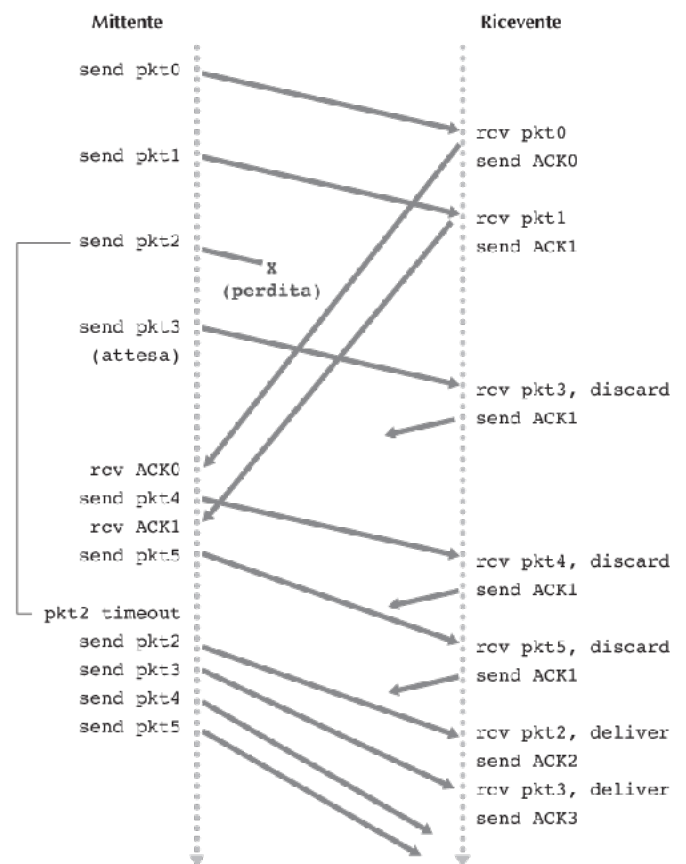 Mittente
Ricevente
send pkt0
rcv pkt0
send ACK0
send pkt1
rcv pkt1
send ACK1
send pkt2
X
(perdita)
send pkt3
(attesa)
rcv pkt3, discard
send ACK1
rcv ACK0
send pkt4
rcv ACK1
send pkt5
rcv pkt4, discard
send ACK1
pkt2 timeout
send pkt2
send pkt3
send pkt4
send pkt5
rcv pkt5, discard
send ACK1
rcv pkt2, deliver
send ACK2
rcv pkt3, deliver
send ACK3